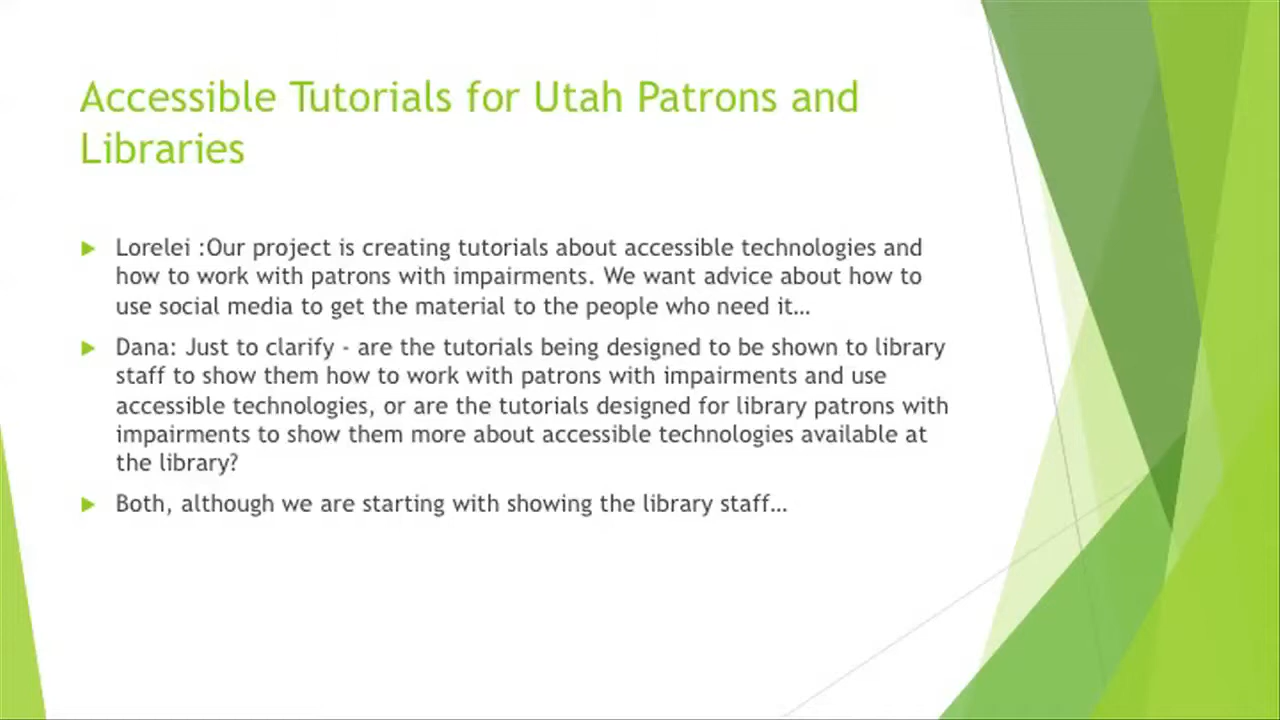 Accessible Tutorials for Utah Patrons and
Libraries
Lorelei :Our project is creating tutorials about accessible technologies and
how to work with patrons with impairments. We want advice about how to
use social media to get the material to the people who need it…
Dana: Just to clarify - are the tutorials being designed to be shown to library
staff to show them how to work with patrons with impairments and use
accessible technologies, or are the tutorials designed for library patrons with
impairments to show them more about accessible technologies available at
the library?
Both, although we are starting with showing the library staff…